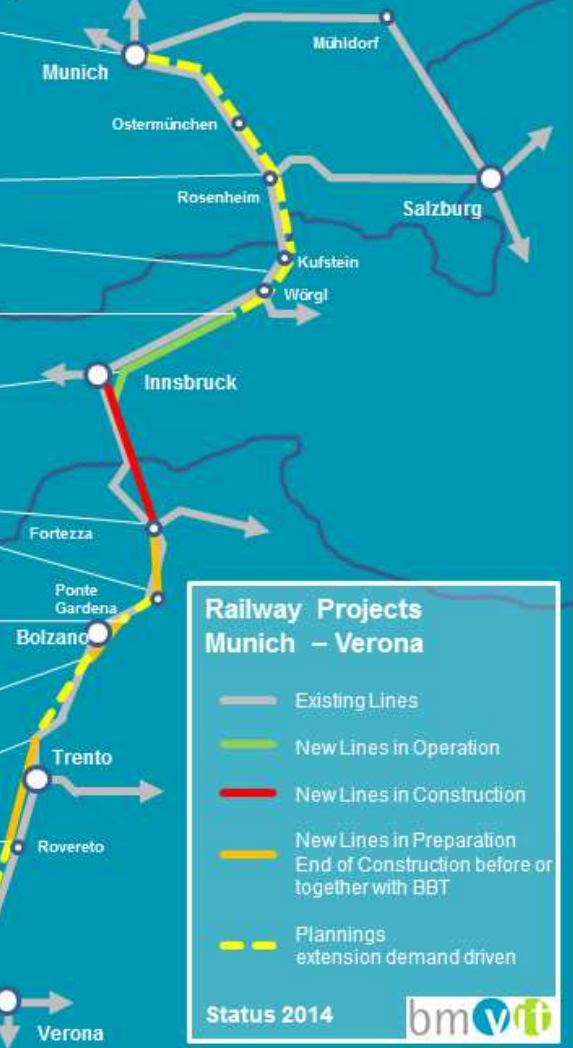 Munich
Mühldorf
Ostermünchen
Rosenheim
Salzburg
Kufstein
Wörgl
Innsbruck
Fortezza
Ponte
Gardena
Bolzano
Trento
Rovereto
Verona
Railway Projects
Munich – Verona
Existing Lines
New Lines in Operation
New Lines in Construction
New Lines in Preparation
End of Construction before or
together with BBT
Plannings
extension demand driven
Status 2014
bmvit